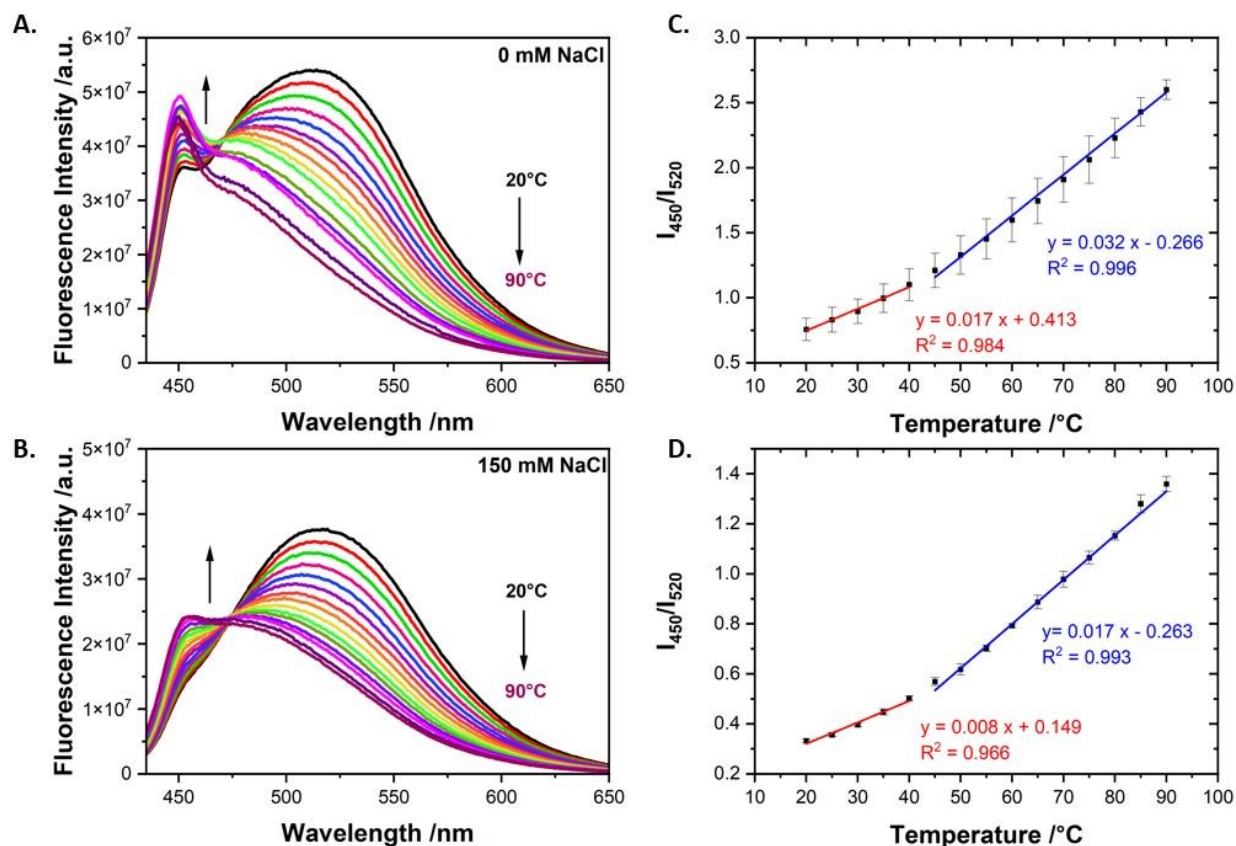 A.
Fluorescence Intensity /a.u.
6×10⁷
5×10⁷
4×10⁷
3×10⁷
2×10⁷
1×10⁷
0
0 mM NaCl
20°C
90°C
450 500 550 600 650
Wavelength /nm
C.
I₄₅₀/I₅₂₀
3.0
2.5
2.0
1.5
1.0
0.5
y = 0.032 x - 0.266
R² = 0.996
y = 0.017 x + 0.413
R² = 0.984
10 20 30 40 50 60 70 80 90 100
Temperature /°C
B.
Fluorescence Intensity /a.u.
5×10⁷
4×10⁷
3×10⁷
2×10⁷
1×10⁷
0
150 mM NaCl
20°C
90°C
450 500 550 600 650
Wavelength /nm
D.
I₄₅₀/I₅₂₀
1.4
1.2
1.0
0.8
0.6
0.4
0.2
y= 0.017 x - 0.263
R² = 0.993
y = 0.008 x + 0.149
R² = 0.966
10 20 30 40 50 60 70 80 90 100
Temperature /°C